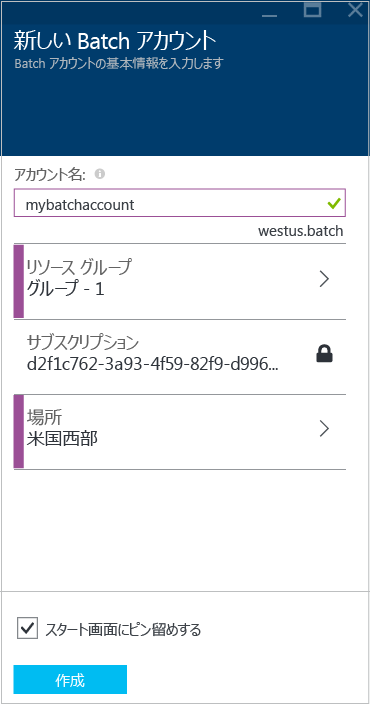 新しい Batch アカウント
Batch アカウントの基本情報を入力します
アカウント名:
mybatchaccount
westus.batch
リソース グループ
グループ - 1
サブスクリプション
d2f1c762-3a93-4f59-82f9-d996...
場所
米国西部
スタート画面にピン留めする
作成